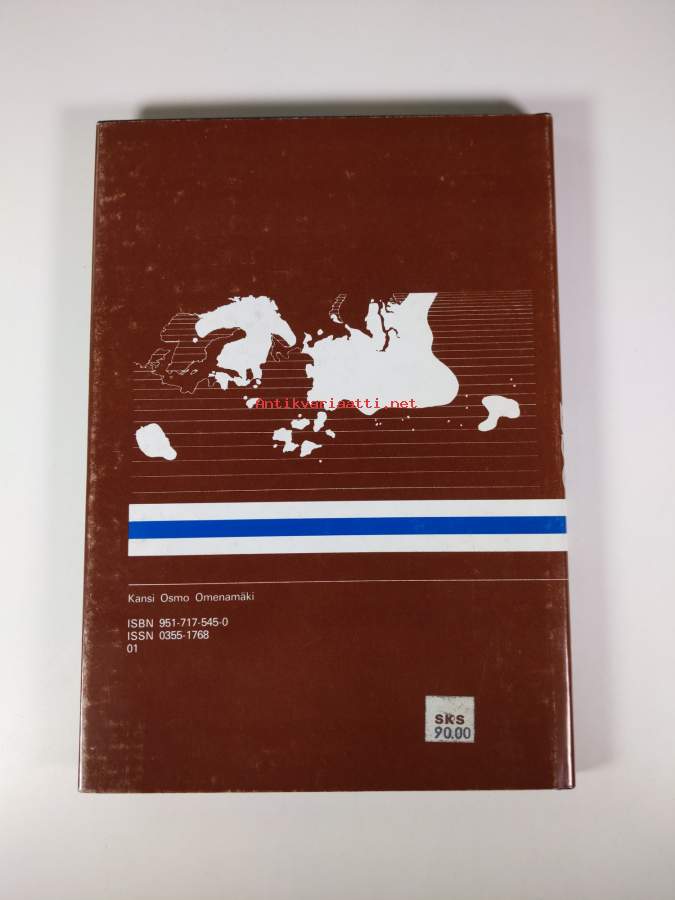 Antikvariaatti.net
Kansi Osmo Omenamäki
ISBN 951-717-545-0
ISSN 0355-1768
01
SKS
90.00